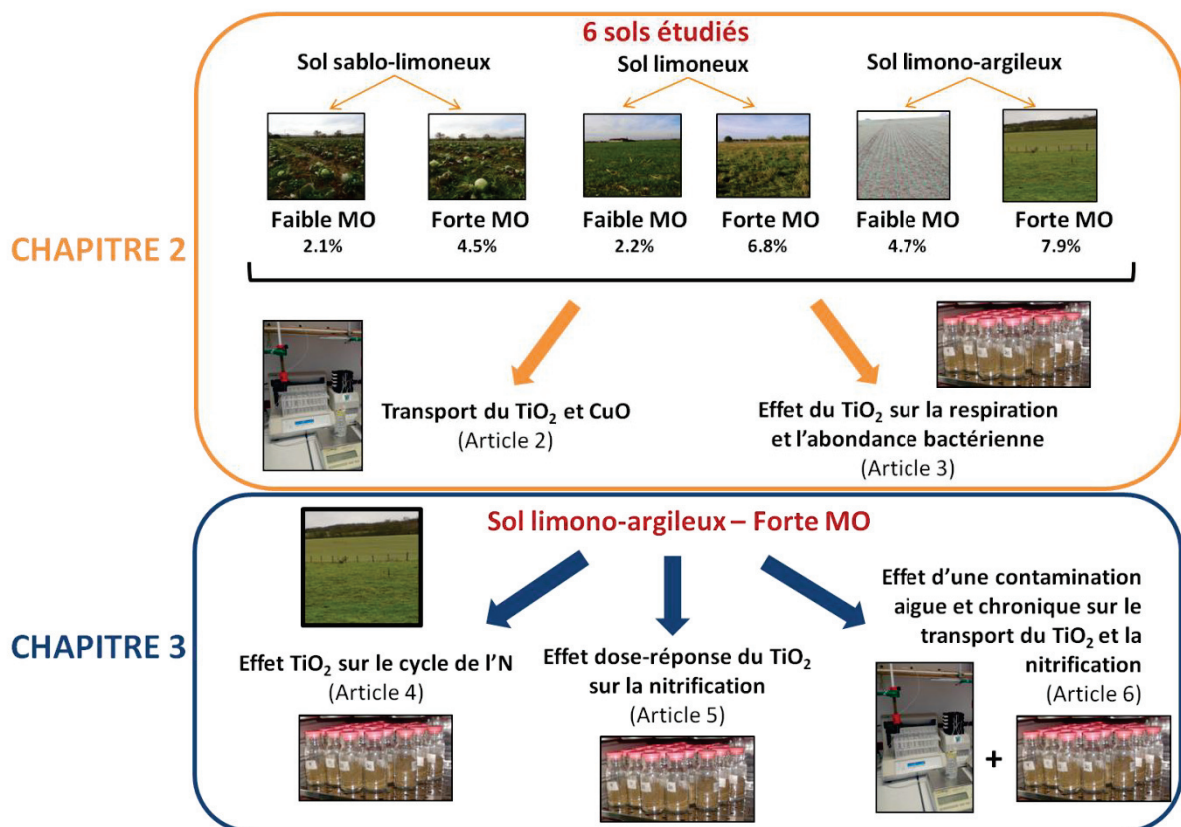 6 sols étudiés
Sol sablo-limoneux
Sol limoneux
Sol limono-argileux
Faible MO
2.1%
Forte MO
4.5%
Faible MO
2.2%
Forte MO
6.8%
Faible MO
4.7%
Forte MO
7.9%
CHAPITRE 2
Transport du TiO₂ et CuO
(Article 2)
Effet du TiO₂ sur la respiration
et l’abondance bactérienne
(Article 3)
Sol limono-argileux – Forte MO
CHAPITRE 3
Effet TiO₂ sur le cycle de l’N
(Article 4)
Effet dose-réponse du TiO₂
sur la nitrification
(Article 5)
Effet d’une contamination
aigue et chronique sur le
transport du TiO₂ et la
nitrification
(Article 6)
+